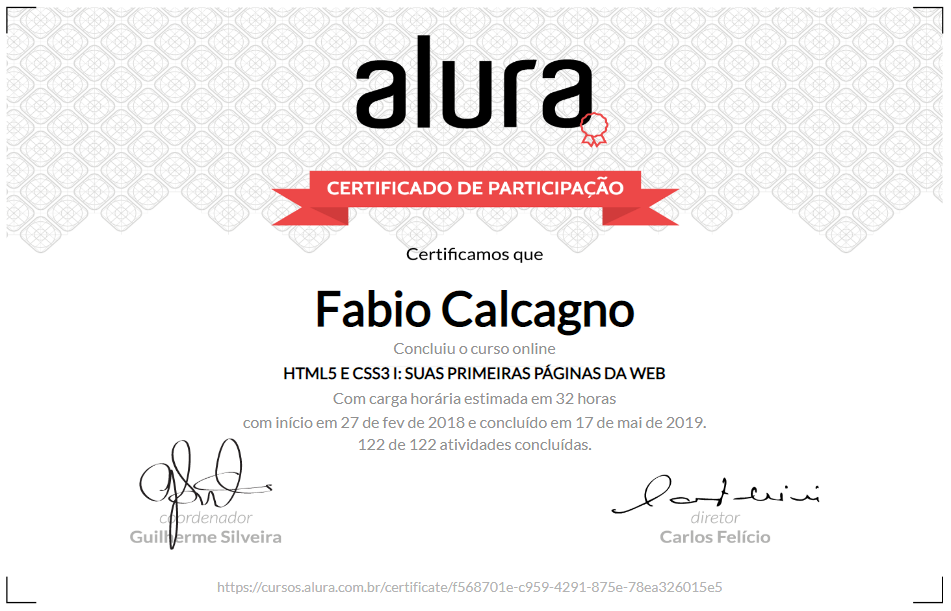 alura
CERTIFICADO DE PARTICIPAÇÃO
Certificamos que
Fabio Calcagno
Concluiu o curso online
HTML5 E CSS3 I: SUAS PRIMEIRAS PÁGINAS DA WEB
Com carga horária estimada em 32 horas
com início em 27 de fev de 2018 e concluído em 17 de mai de 2019.
122 de 122 atividades concluídas.
coordenador
Guilherme Silveira
diretor
Carlos Felício
https://cursos.alura.com.br/certificate/f568701e-c959-4291-875e-78ea326015e5